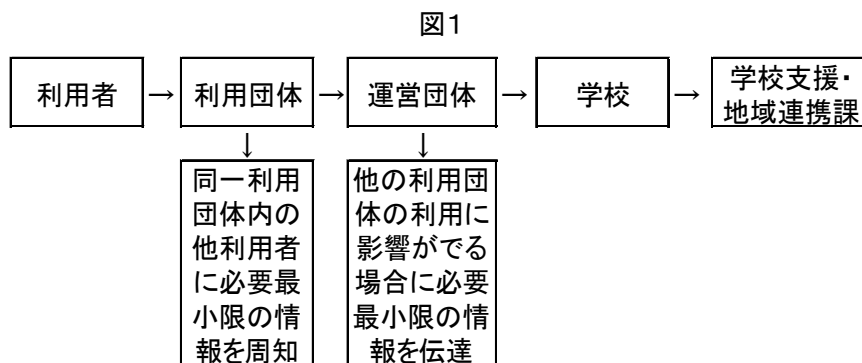 図1
利用者 → 利用団体 → 運営団体 → 学校 → 学校支援・
地域連携課
↓ ↓
同一利用
団体内の
他利用者
に必要最
小限の情
報を周知
他の利用団
体の利用に
影響がでる
場合に必要
最小限の情
報を伝達